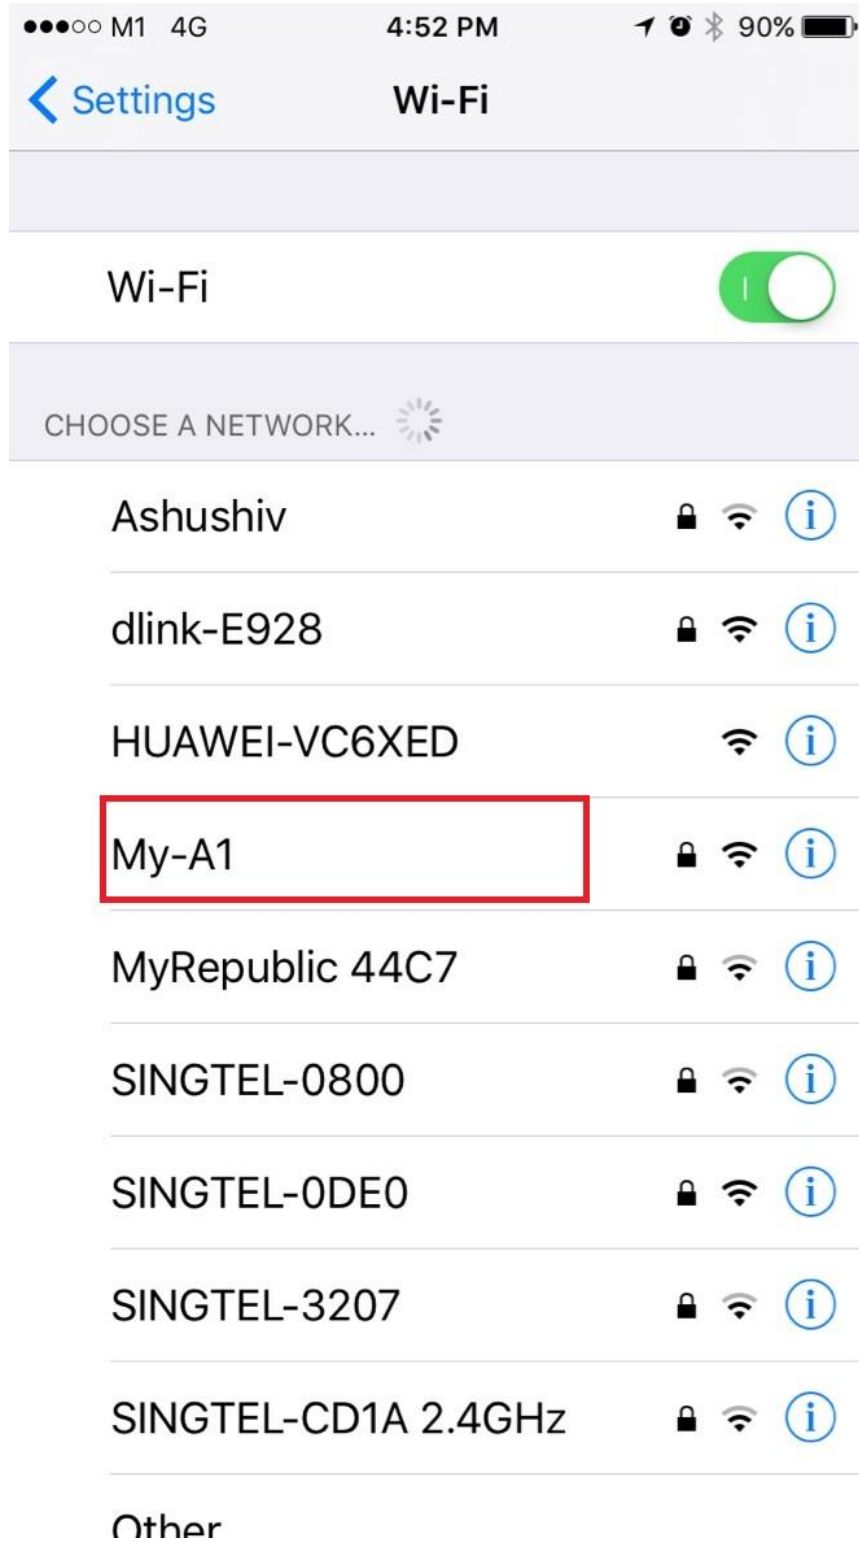 M1 4G 4:52 PM 90%
Settings Wi-Fi
Wi-Fi
CHOOSE A NETWORK...
Ashushiv
dlink-E928
HUAWEI-VC6XED
My-A1
MyRepublic 44C7
SINGTEL-0800
SINGTEL-0DE0
SINGTEL-3207
SINGTEL-CD1A 2.4GHz
Other